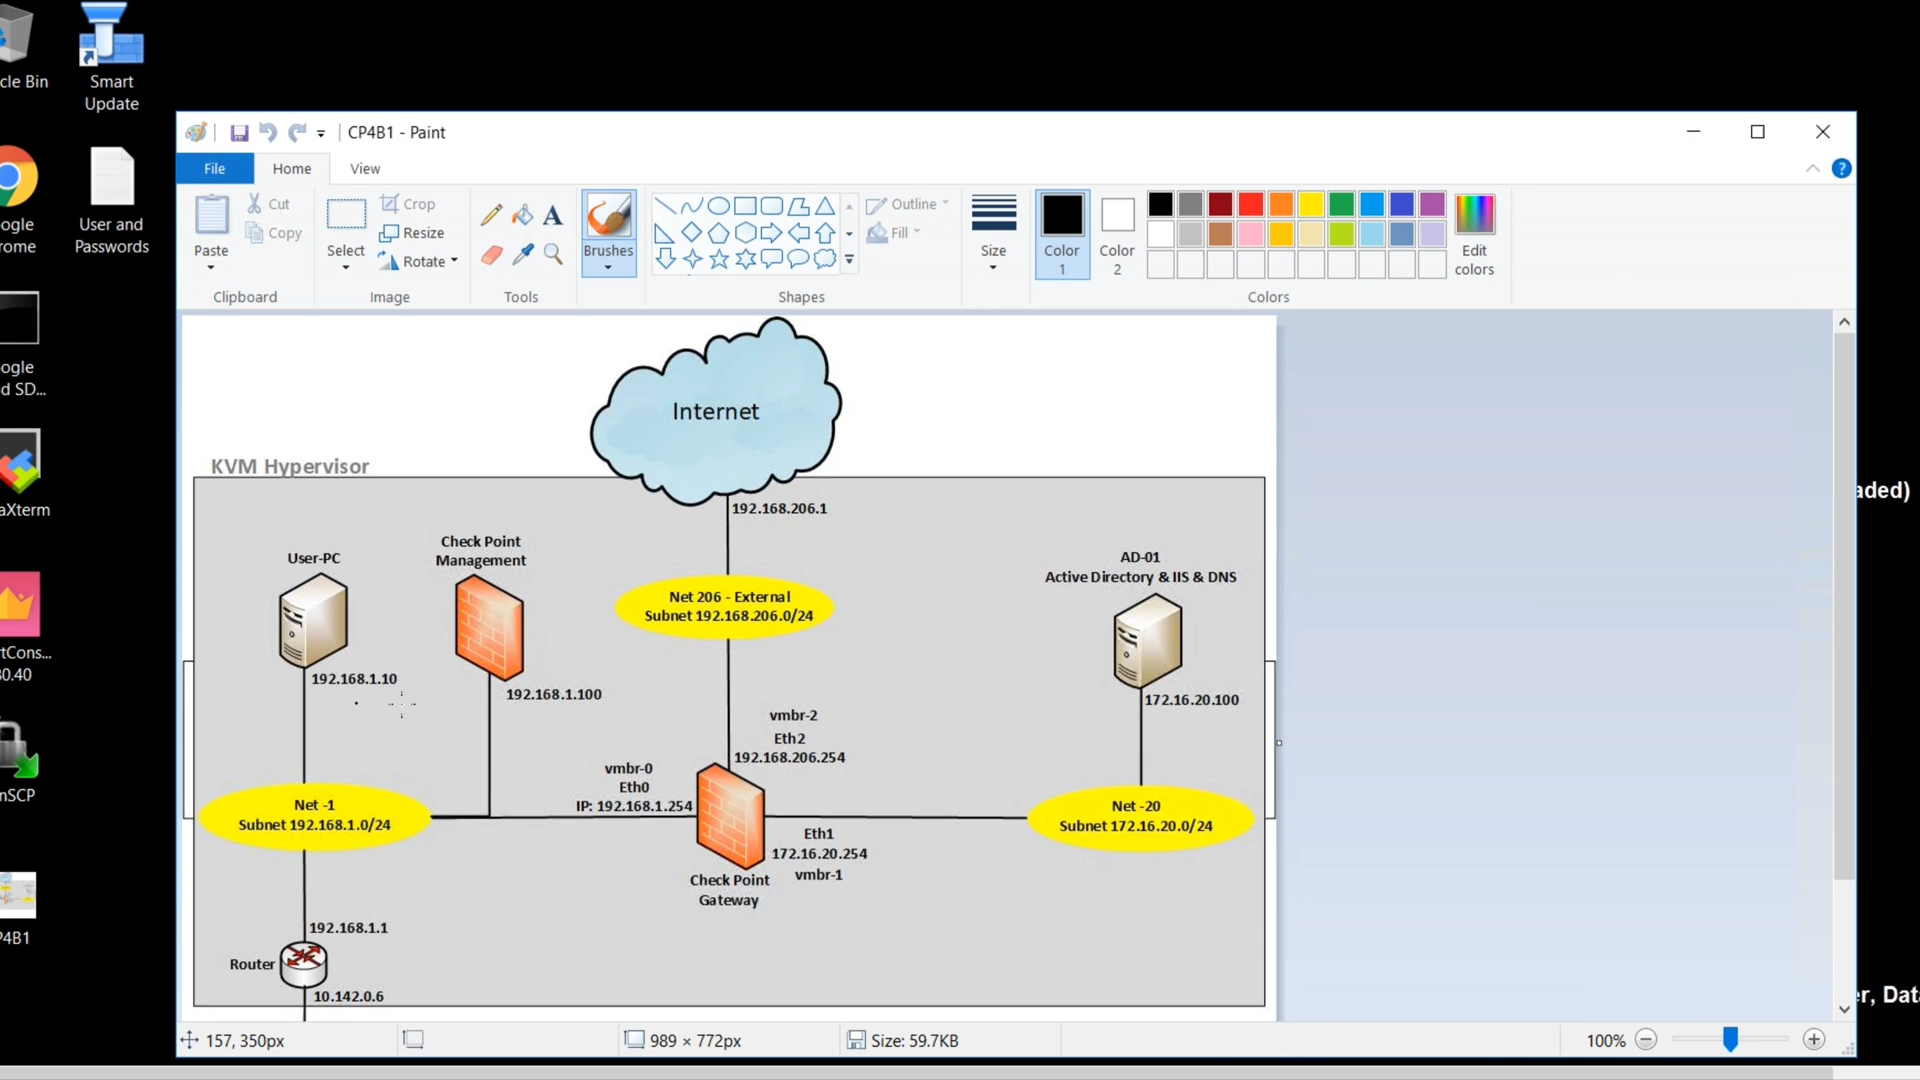 cle Bin
Smart
Update
ogle
rome
User and
Passwords
ogle
d SD...
aXterm
rtCons...
80.40
nSCP
P4B1
CP4B1 - Paint
File
Home
View
Paste
Cut
Copy
Clipboard
Select
Crop
Resize
Rotate
Image
A
Tools
Brushes
Shapes
Outline
Fill
Size
Color
1
Color
2
Edit
colors
Colors
?
Internet
KVM Hypervisor
192.168.206.1
Check Point
Management
User-PC
AD-01
Active Directory & IIS & DNS
Net 206 - External
Subnet 192.168.206.0/24
192.168.1.10
192.168.1.100
172.16.20.100
vmbr-2
Eth2
192.168.206.254
vmbr-0
Eth0
IP: 192.168.1.254
Net -1
Subnet 192.168.1.0/24
Net -20
Subnet 172.16.20.0/24
Eth1
172.16.20.254
vmbr-1
Check Point
Gateway
192.168.1.1
Router
10.142.0.6
aded)
er, Data
157, 350px
989 × 772px
Size: 59.7KB
100%